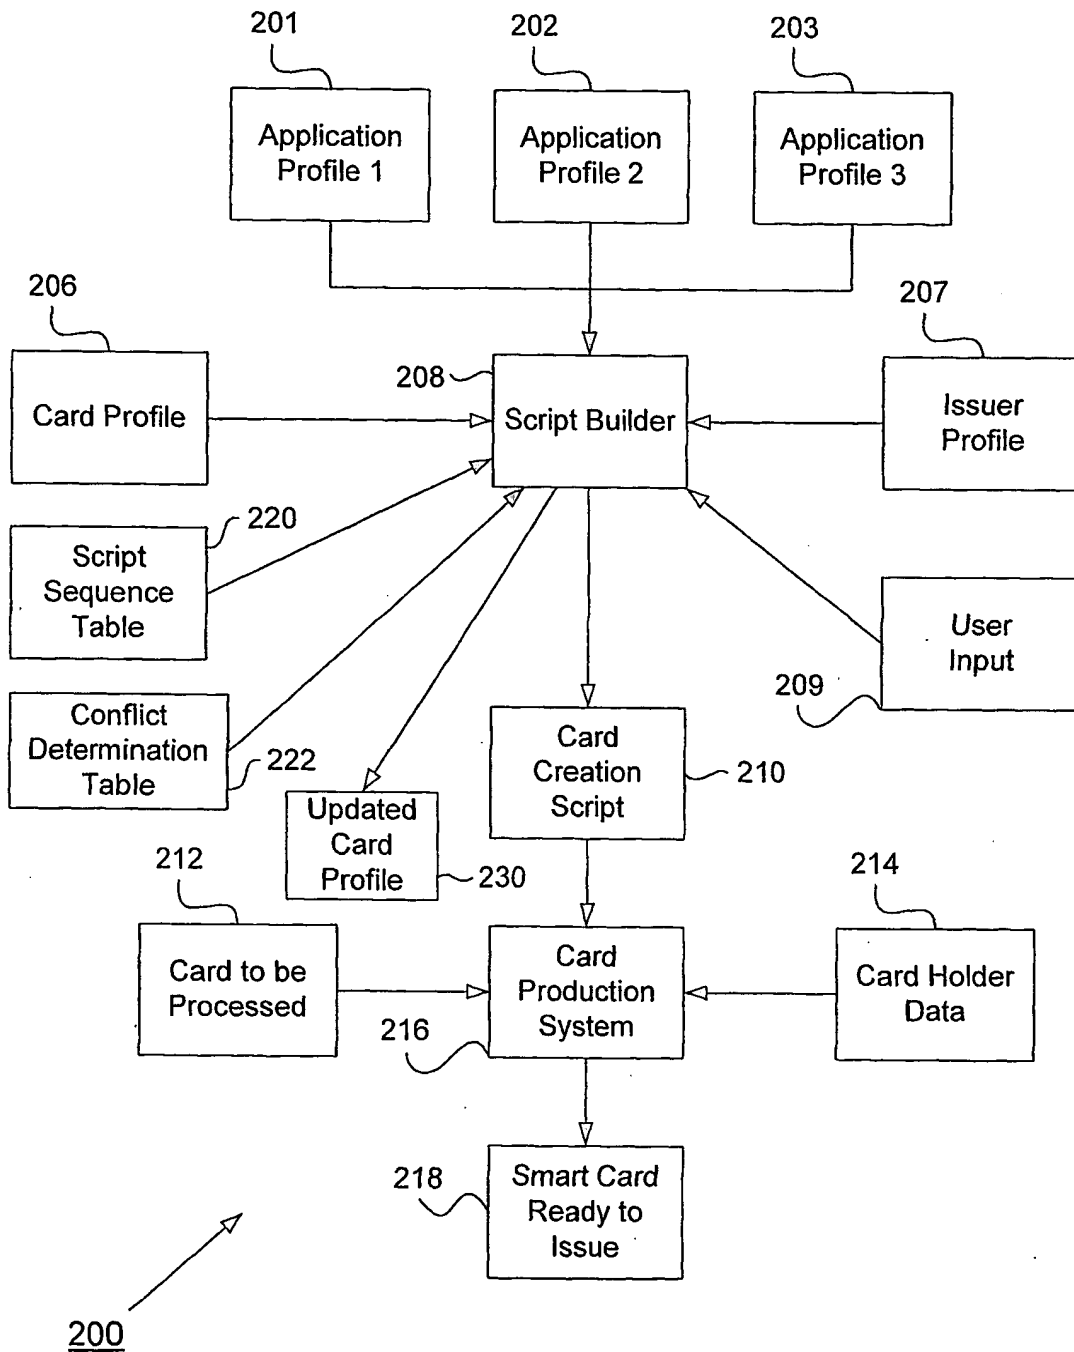 201
202
203
Application
Profile 1
Application
Profile 2
Application
Profile 3
206
207
208
Card Profile
Script Builder
Issuer
Profile
220
Script
Sequence
Table
User
Input
209
Conflict
Determination
Table
222
Card
Creation
Script
210
Updated
Card
Profile
230
212
214
Card to be
Processed
Card
Production
System
Card Holder
Data
216
218
Smart Card
Ready to
Issue
200